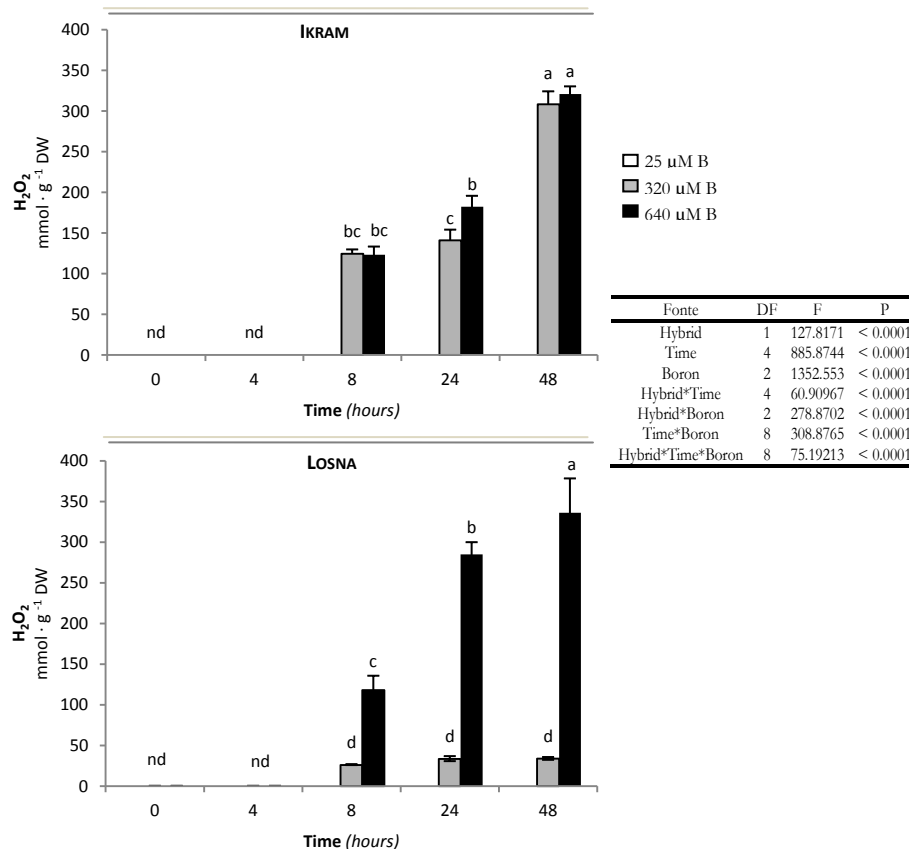 IKRAM
400
350
300
250
200
150
100
50
0
H₂O₂
mmol · g ⁻¹ DW
nd
nd
bc bc
c
b
a a
0 4 8 24 48
Time (hours)
25 µM B
320 µM B
640 µM B
Fonte DF F P
Hybrid 1 127.8171 < 0.0001
Time 4 885.8744 < 0.0001
Boron 2 1352.553 < 0.0001
Hybrid*Time 4 60.90967 < 0.0001
Hybrid*Boron 2 278.8702 < 0.0001
Time*Boron 8 308.8765 < 0.0001
Hybrid*Time*Boron 8 75.19213 < 0.0001
LOSNA
400
350
300
250
200
150
100
50
0
H₂O₂
mmol · g ⁻¹ DW
nd
nd
d
c
d
b
d
a
0 4 8 24 48
Time (hours)